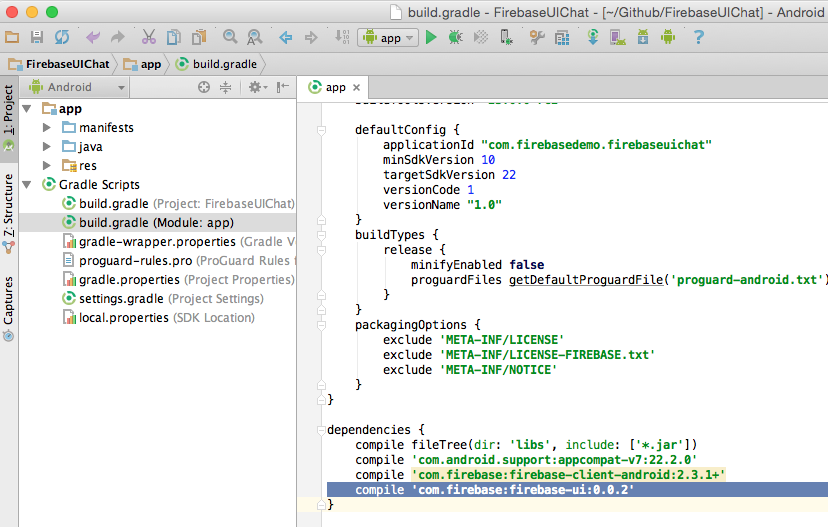 build.gradle - FirebaseUIChat - [~/Github/FirebaseUIChat] - Android
app
FirebaseUIChat
app
build.gradle
1: Project
Z: Structure
Captures
Android
app
manifests
java
res
Gradle Scripts
build.gradle (Project: FirebaseUIChat)
build.gradle (Module: app)
gradle-wrapper.properties (Gradle V
proguard-rules.pro (ProGuard Rules f
gradle.properties (Project Properties)
settings.gradle (Project Settings)
local.properties (SDK Location)
app
defaultConfig {
applicationId "com.firebasedemo.firebaseuichat"
minSdkVersion 10
targetSdkVersion 22
versionCode 1
versionName "1.0"
}
buildTypes {
release {
minifyEnabled false
proguardFiles getDefaultProguardFile('proguard-android.txt')
}
}
packagingOptions {
exclude 'META-INF/LICENSE'
exclude 'META-INF/LICENSE-FIREBASE.txt'
exclude 'META-INF/NOTICE'
}
}
dependencies {
compile fileTree(dir: 'libs', include: ['*.jar'])
compile 'com.android.support:appcompat-v7:22.2.0'
compile 'com.firebase:firebase-client-android:2.3.1+'
compile 'com.firebase:firebase-ui:0.0.2'
}